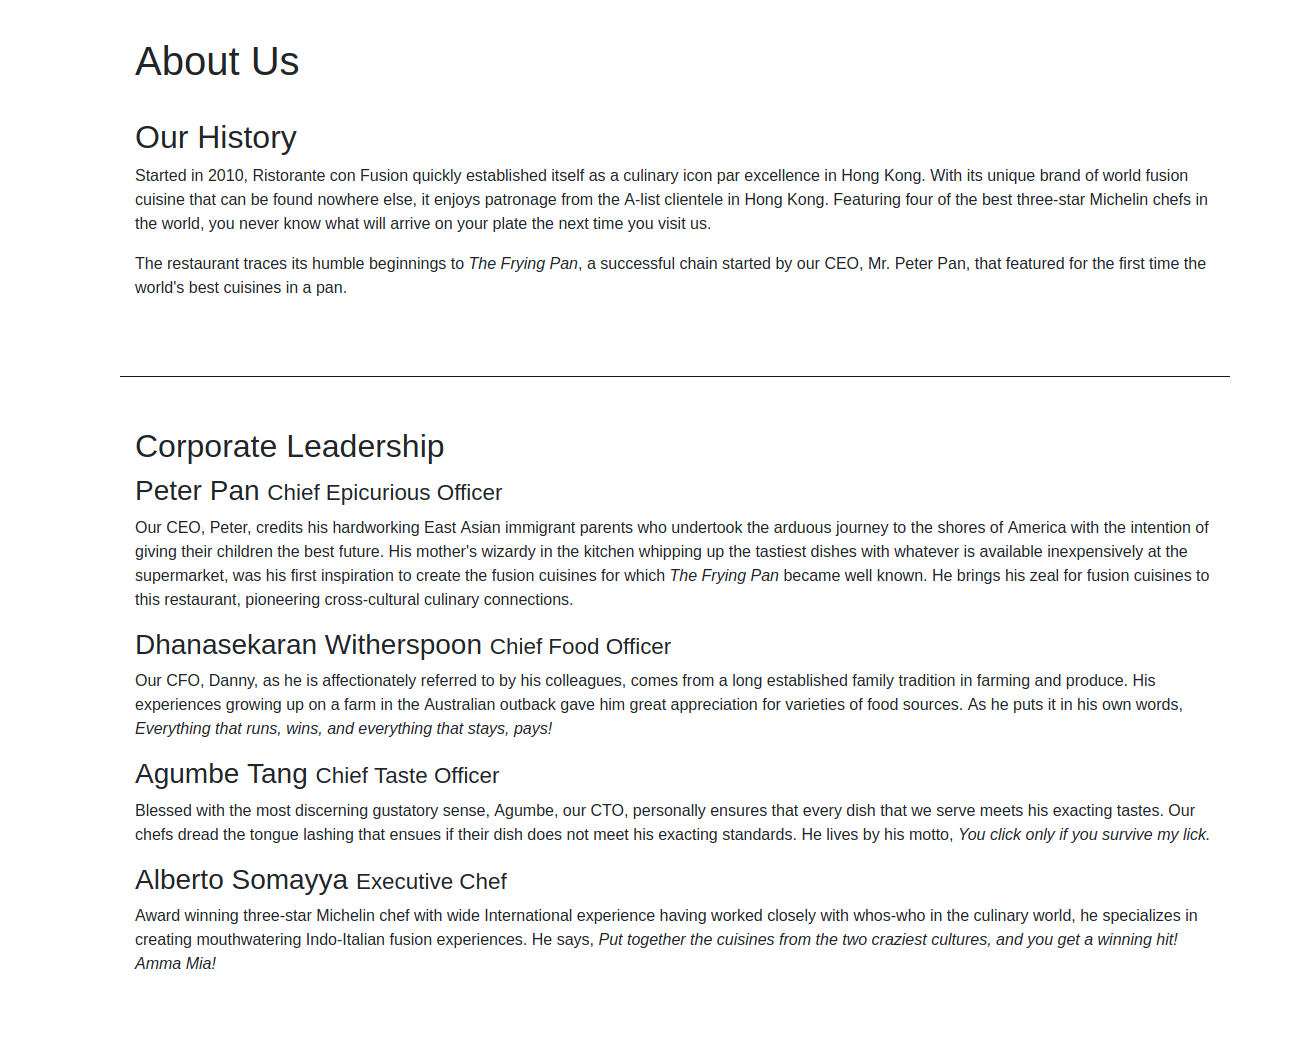 About Us
Our History
Started in 2010, Ristorante con Fusion quickly established itself as a culinary icon par excellence in Hong Kong. With its unique brand of world fusion
cuisine that can be found nowhere else, it enjoys patronage from the A-list clientele in Hong Kong. Featuring four of the best three-star Michelin chefs in
the world, you never know what will arrive on your plate the next time you visit us.
The restaurant traces its humble beginnings to The Frying Pan, a successful chain started by our CEO, Mr. Peter Pan, that featured for the first time the
world's best cuisines in a pan.
Corporate Leadership
Peter Pan Chief Epicurious Officer
Our CEO, Peter, credits his hardworking East Asian immigrant parents who undertook the arduous journey to the shores of America with the intention of
giving their children the best future. His mother's wizardy in the kitchen whipping up the tastiest dishes with whatever is available inexpensively at the
supermarket, was his first inspiration to create the fusion cuisines for which The Frying Pan became well known. He brings his zeal for fusion cuisines to
this restaurant, pioneering cross-cultural culinary connections.
Dhanasekaran Witherspoon Chief Food Officer
Our CFO, Danny, as he is affectionately referred to by his colleagues, comes from a long established family tradition in farming and produce. His
experiences growing up on a farm in the Australian outback gave him great appreciation for varieties of food sources. As he puts it in his own words,
Everything that runs, wins, and everything that stays, pays!
Agumbe Tang Chief Taste Officer
Blessed with the most discerning gustatory sense, Agumbe, our CTO, personally ensures that every dish that we serve meets his exacting tastes. Our
chefs dread the tongue lashing that ensues if their dish does not meet his exacting standards. He lives by his motto, You click only if you survive my lick.
Alberto Somayya Executive Chef
Award winning three-star Michelin chef with wide International experience having worked closely with whos-who in the culinary world, he specializes in
creating mouthwatering Indo-Italian fusion experiences. He says, Put together the cuisines from the two craziest cultures, and you get a winning hit!
Amma Mia!